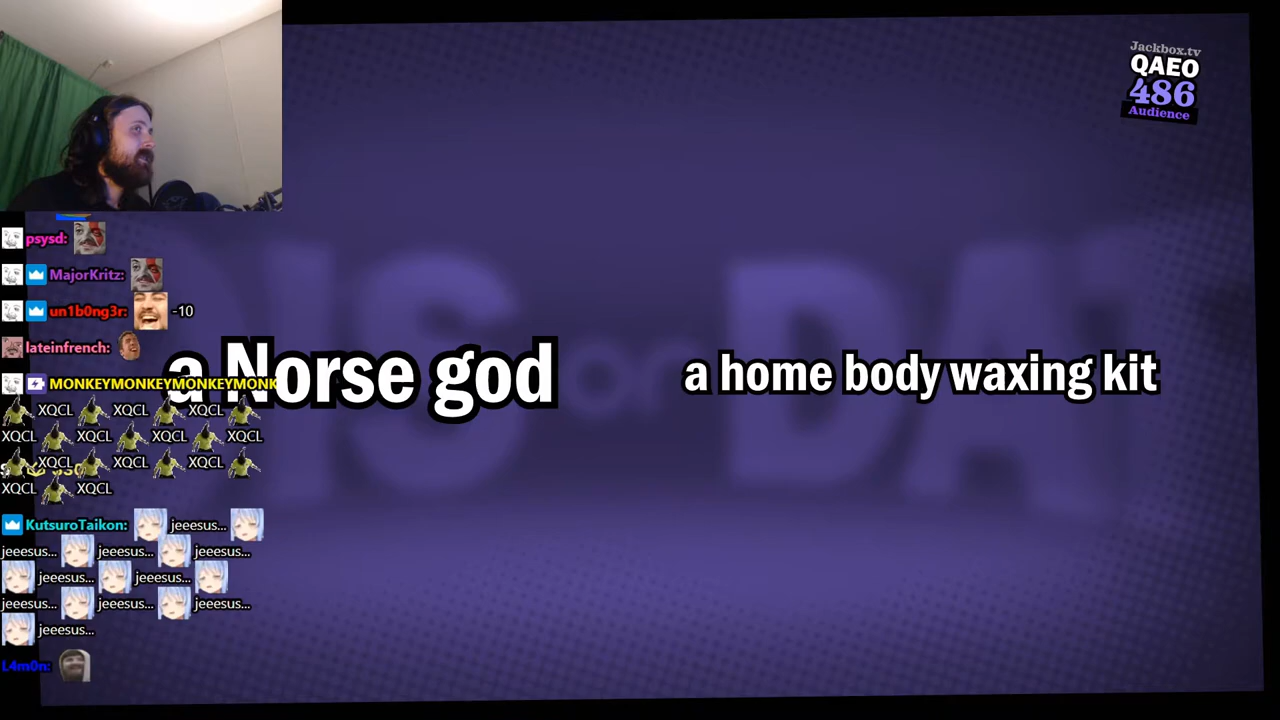 Jackbox.tv
QAEO
486
Audience
psysd:
MajorKritz:
un1b0ng3r: -10
lateinfrench:
MONKEYMONKEYMONKEYMONK
XQCL XQCL XQCL
XQCL XQCL XQCL XQCL
XQCL XQCL XQCL
XQCL XQCL
a Norse god
or
a home body waxing kit
KutsuroTaikon: jeeesus...
jeeesus... jeeesus... jeeesus...
jeeesus... jeeesus...
jeeesus... jeeesus... jeeesus...
jeeesus...
L4m0n: